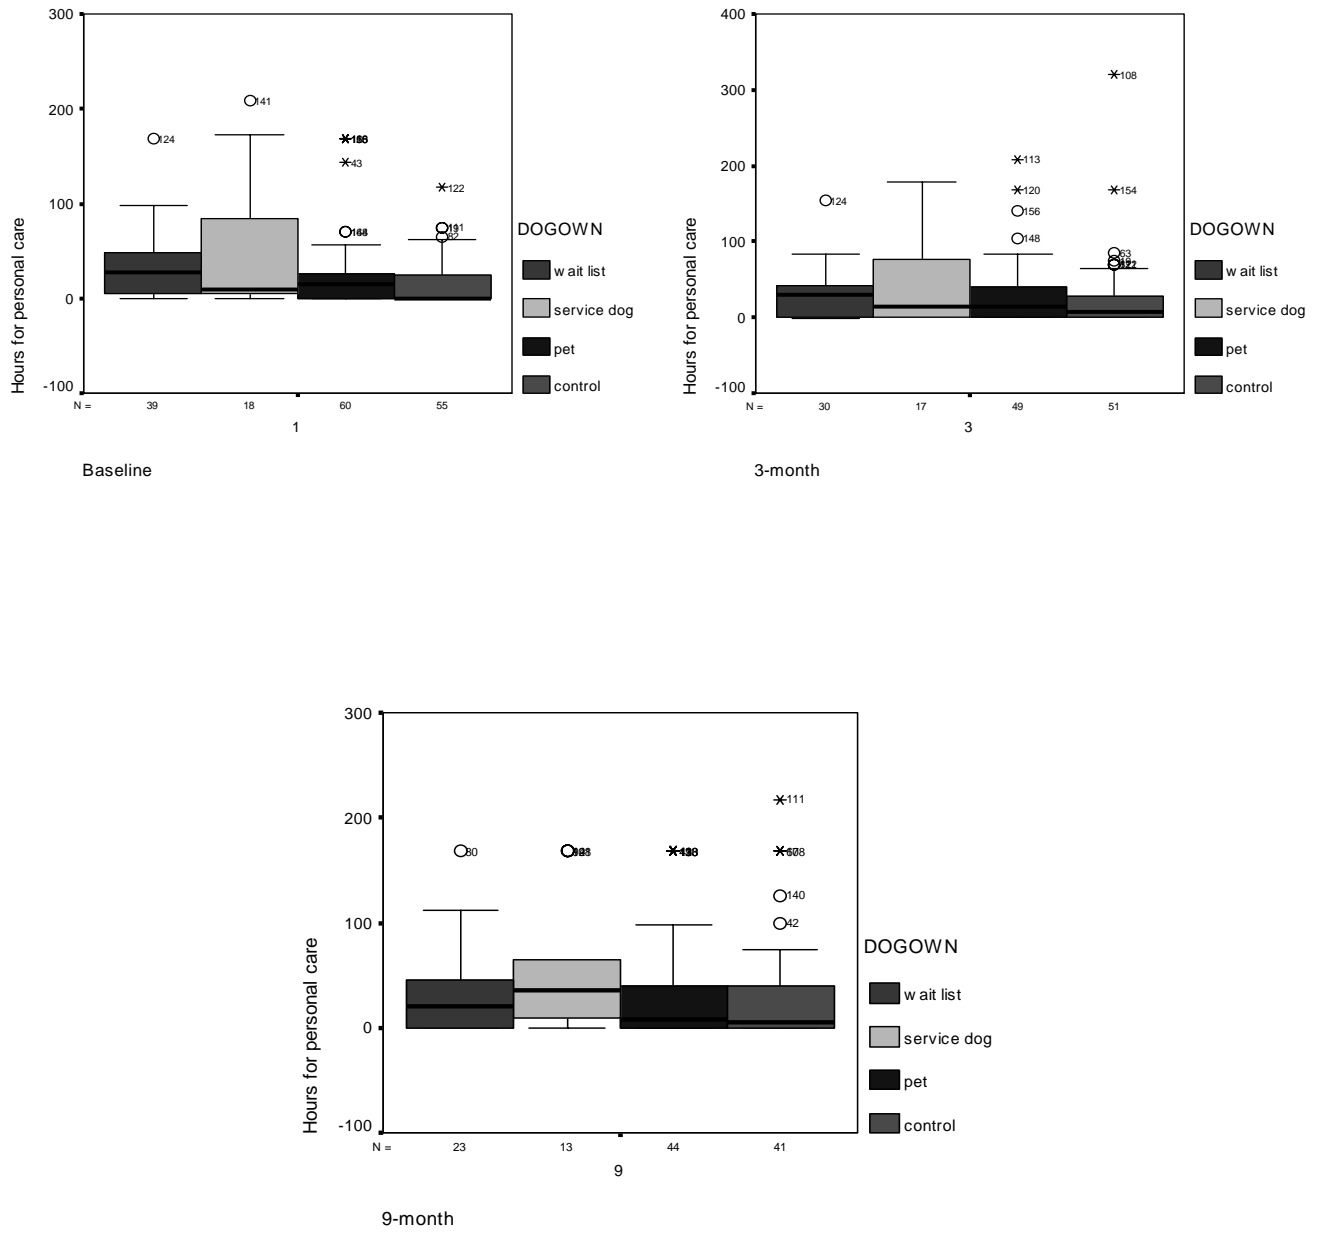 300
200
100
0
-100
Hours for personal care
124
141
43
122
N =
39
18
60
55
1
Baseline
DOGOWN
wait list
service dog
pet
control
400
300
200
100
0
-100
Hours for personal care
124
113
120
156
148
108
154
63
N =
30
17
49
51
3
3-month
DOGOWN
wait list
service dog
pet
control
300
200
100
0
-100
Hours for personal care
80
111
140
42
N =
23
13
44
41
9
9-month
DOGOWN
wait list
service dog
pet
control